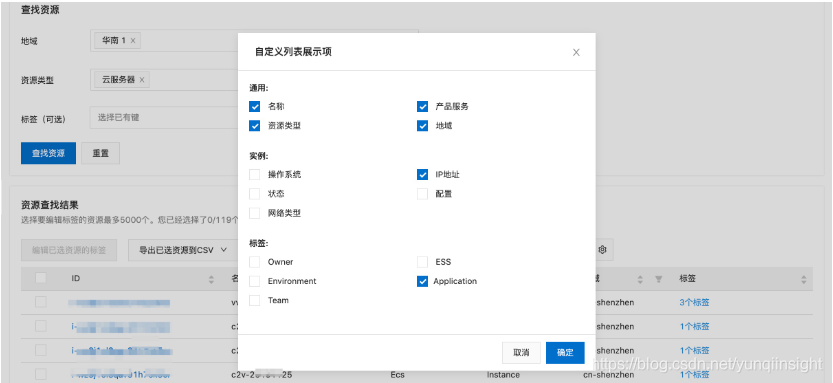 查找资源
地域
华南 1 ×
资源类型
云服务器 ×
标签（可选）
选择已有键
查找资源 重置
自定义列表展示项 ×
通用:
名称 产品服务
资源类型 地域
实例:
操作系统 IP地址
状态 配置
网络类型
标签:
Owner ESS
Environment Application
Team
取消 确定
资源查找结果
选择要编辑标签的资源最多5000个。您已经选择了0/119个
编辑已选资源的标签 导出已选资源到CSV
ID 标签
3个标签
1个标签
1个标签
Ecs Instance cn-shenzhen 1个标签
https://blog.csdn.net/yunqiinsight